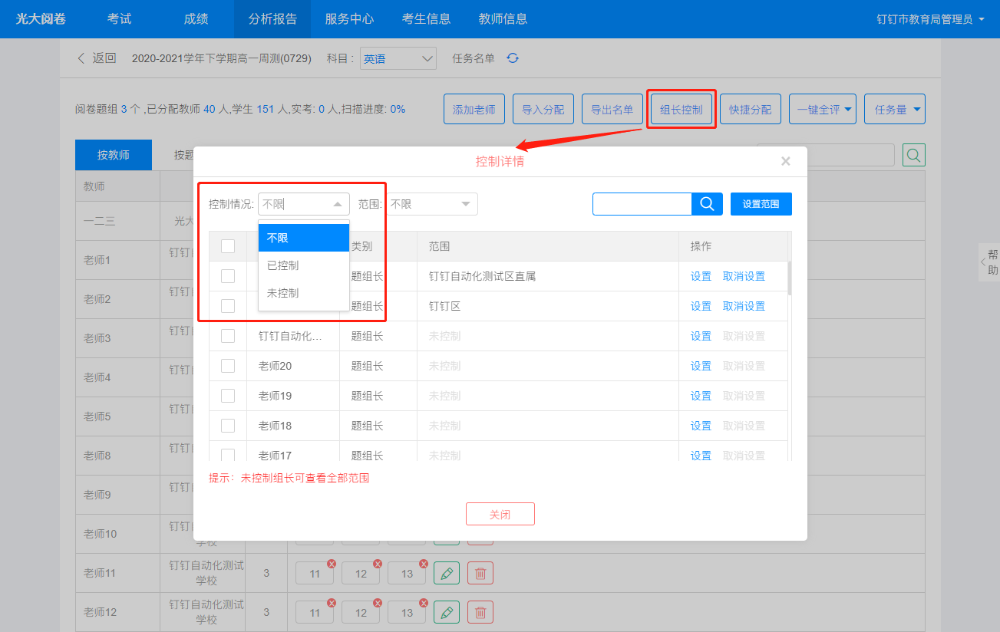 光大阅卷 考试 成绩 分析报告 服务中心 考生信息 教师信息 钉钉市教育局管理员
返回 2020-2021学年下学期高一周测(0729) 科目: 英语 任务名单
阅卷题组 3 个 ,已分配教师 40 人,学生 151 人,实考: 0 人,扫描进度: 0%
添加老师 导入分配 导出名单 组长控制 快捷分配 一键全评 任务量
按教师 按题
控制详情 ×
教师
控制情况: 不限 范围: 不限 设置范围
一二三 光大
不限
已控制
未控制
类别 范围 操作
题组长 钉钉自动化测试区直属 设置 取消设置
题组长 钉钉区 设置 取消设置
钉钉自动化... 题组长 未控制 设置 取消设置
老师20 题组长 未控制 设置 取消设置
老师19 题组长 未控制 设置 取消设置
老师18 题组长 未控制 设置 取消设置
老师17 题组长 未控制 设置 取消设置
提示: 未控制组长可查看全部范围
关闭
帮
助
老师1 钉钉
老师2 钉钉
老师3 钉钉
老师4 钉钉
老师5 钉钉
老师8 钉钉
老师9 钉钉
老师10 钉钉
学校
老师11 钉钉自动化测试
学校 3 11 12 13
老师12 钉钉自动化测试
学校 3 11 12 13